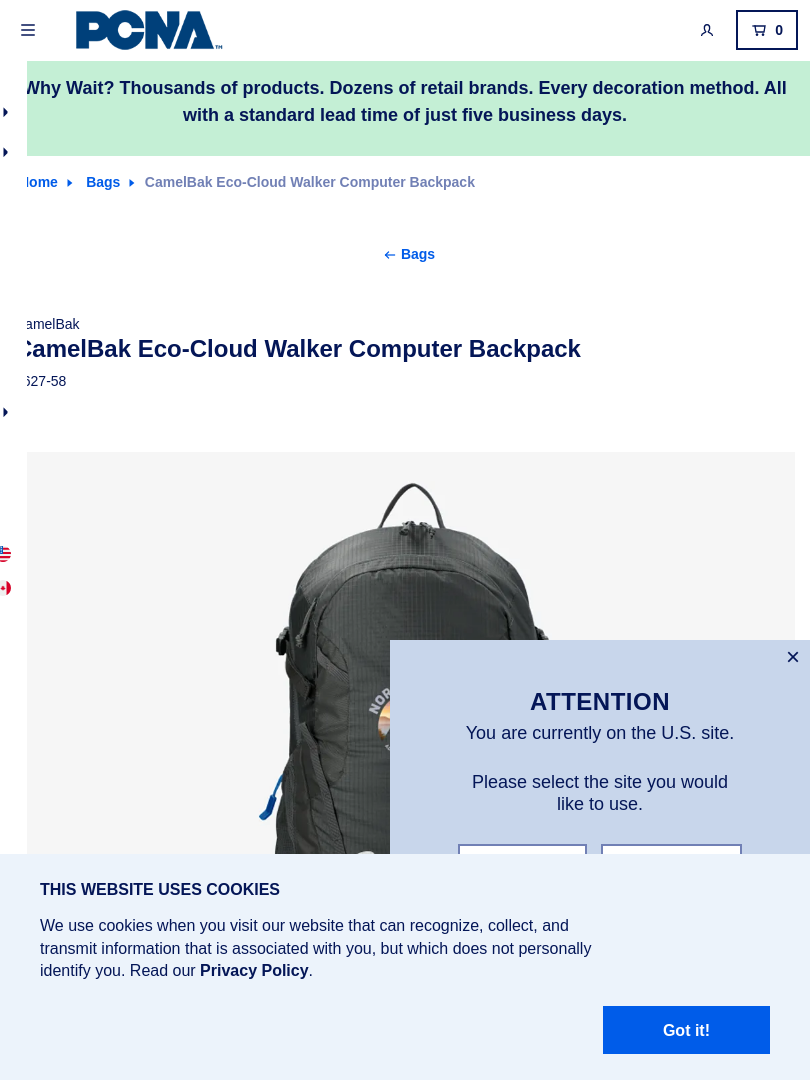 PCNA™
0
Why Wait? Thousands of products. Dozens of retail brands. Every decoration method. All
with a standard lead time of just five business days.
Home Bags CamelBak Eco-Cloud Walker Computer Backpack
← Bags
CamelBak
CamelBak Eco-Cloud Walker Computer Backpack
627-58
NOR
×
ATTENTION
You are currently on the U.S. site.
Please select the site you would
like to use.
THIS WEBSITE USES COOKIES
We use cookies when you visit our website that can recognize, collect, and
transmit information that is associated with you, but which does not personally
identify you. Read our Privacy Policy.
Got it!